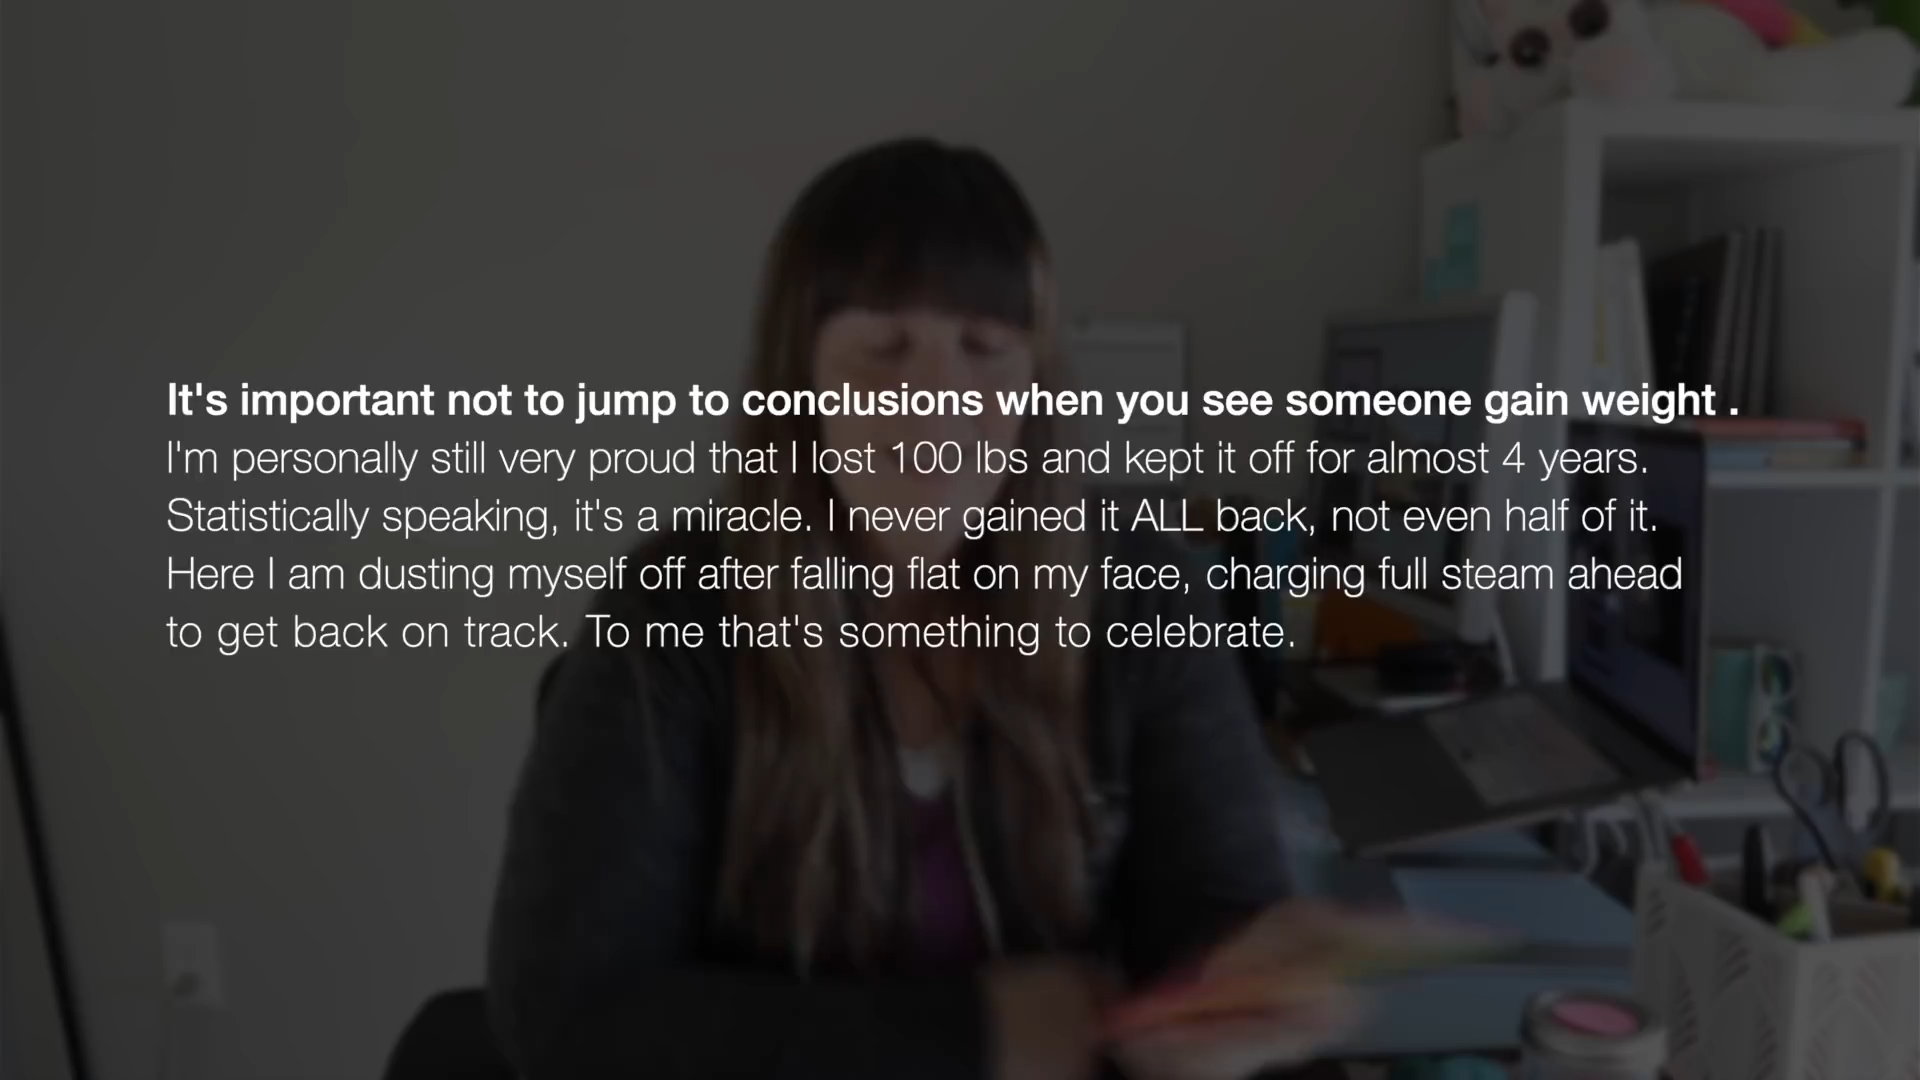 It's important not to jump to conclusions when you see someone gain weight .
I'm personally still very proud that I lost 100 lbs and kept it off for almost 4 years.
Statistically speaking, it's a miracle. I never gained it ALL back, not even half of it.
Here I am dusting myself off after falling flat on my face, charging full steam ahead
to get back on track. To me that's something to celebrate.